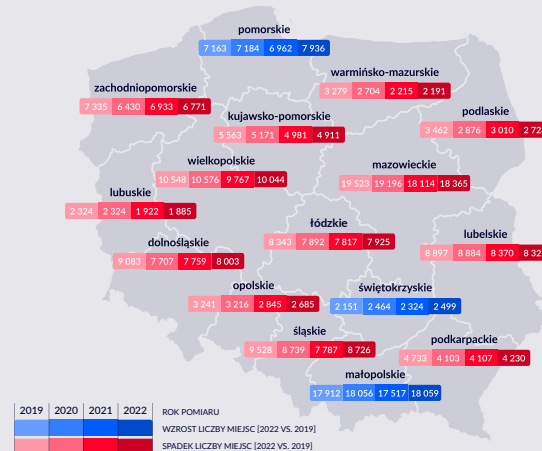 pomorskie
7 163 7 184 6 962 7 936
warmińsko-mazurskie
3 279 2 704 2 215 2 191
zachodniopomorskie
7 335 6 430 6 933 6 771
podlaskie
3 462 2 876 3 010
kujawsko-pomorskie
5 563 5 171 4 981 4 911
wielkopolskie
10 548 10 576 9 767 10 044
mazowieckie
19 523 19 196 18 114 18 365
lubuskie
2 324 2 324 1 922 1 885
łódzkie
8 343 7 892 7 817 7 925
lubelskie
8 897 8 884 8 370
dolnośląskie
9 083 7 707 7 759 8 003
opolskie
3 241 3 216 2 845 2 685
świętokrzyskie
2 151 2 464 2 324 2 499
śląskie
9 528 8 739 7 787 8 726
podkarpackie
4 733 4 103 4 107 4 230
małopolskie
17 912 18 056 17 517 18 059
2019 2020 2021 2022 ROK POMIARU
WZROST LICZBY MIEJSC [2022 VS. 2019]
SPADEK LICZBY MIEJSC [2022 VS. 2019]